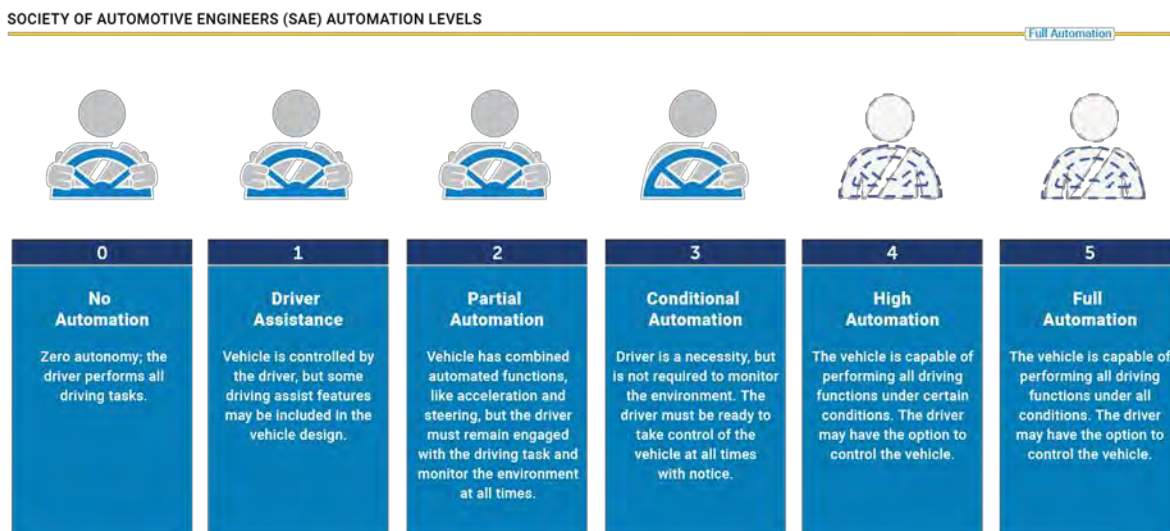 SOCIETY OF AUTOMOTIVE ENGINEERS (SAE) AUTOMATION LEVELS
Full Automation
0
No
Automation
Zero autonomy; the
driver performs all
driving tasks.
1
Driver
Assistance
Vehicle is controlled by
the driver, but some
driving assist features
may be included in the
vehicle design.
2
Partial
Automation
Vehicle has combined
automated functions,
like acceleration and
steering, but the driver
must remain engaged
with the driving task and
monitor the environment
at all times.
3
Conditional
Automation
Driver is a necessity, but
is not required to monitor
the environment. The
driver must be ready to
take control of the
vehicle at all times
with notice.
4
High
Automation
The vehicle is capable of
performing all driving
functions under certain
conditions. The driver
may have the option to
control the vehicle.
5
Full
Automation
The vehicle is capable of
performing all driving
functions under all
conditions. The driver
may have the option to
control the vehicle.